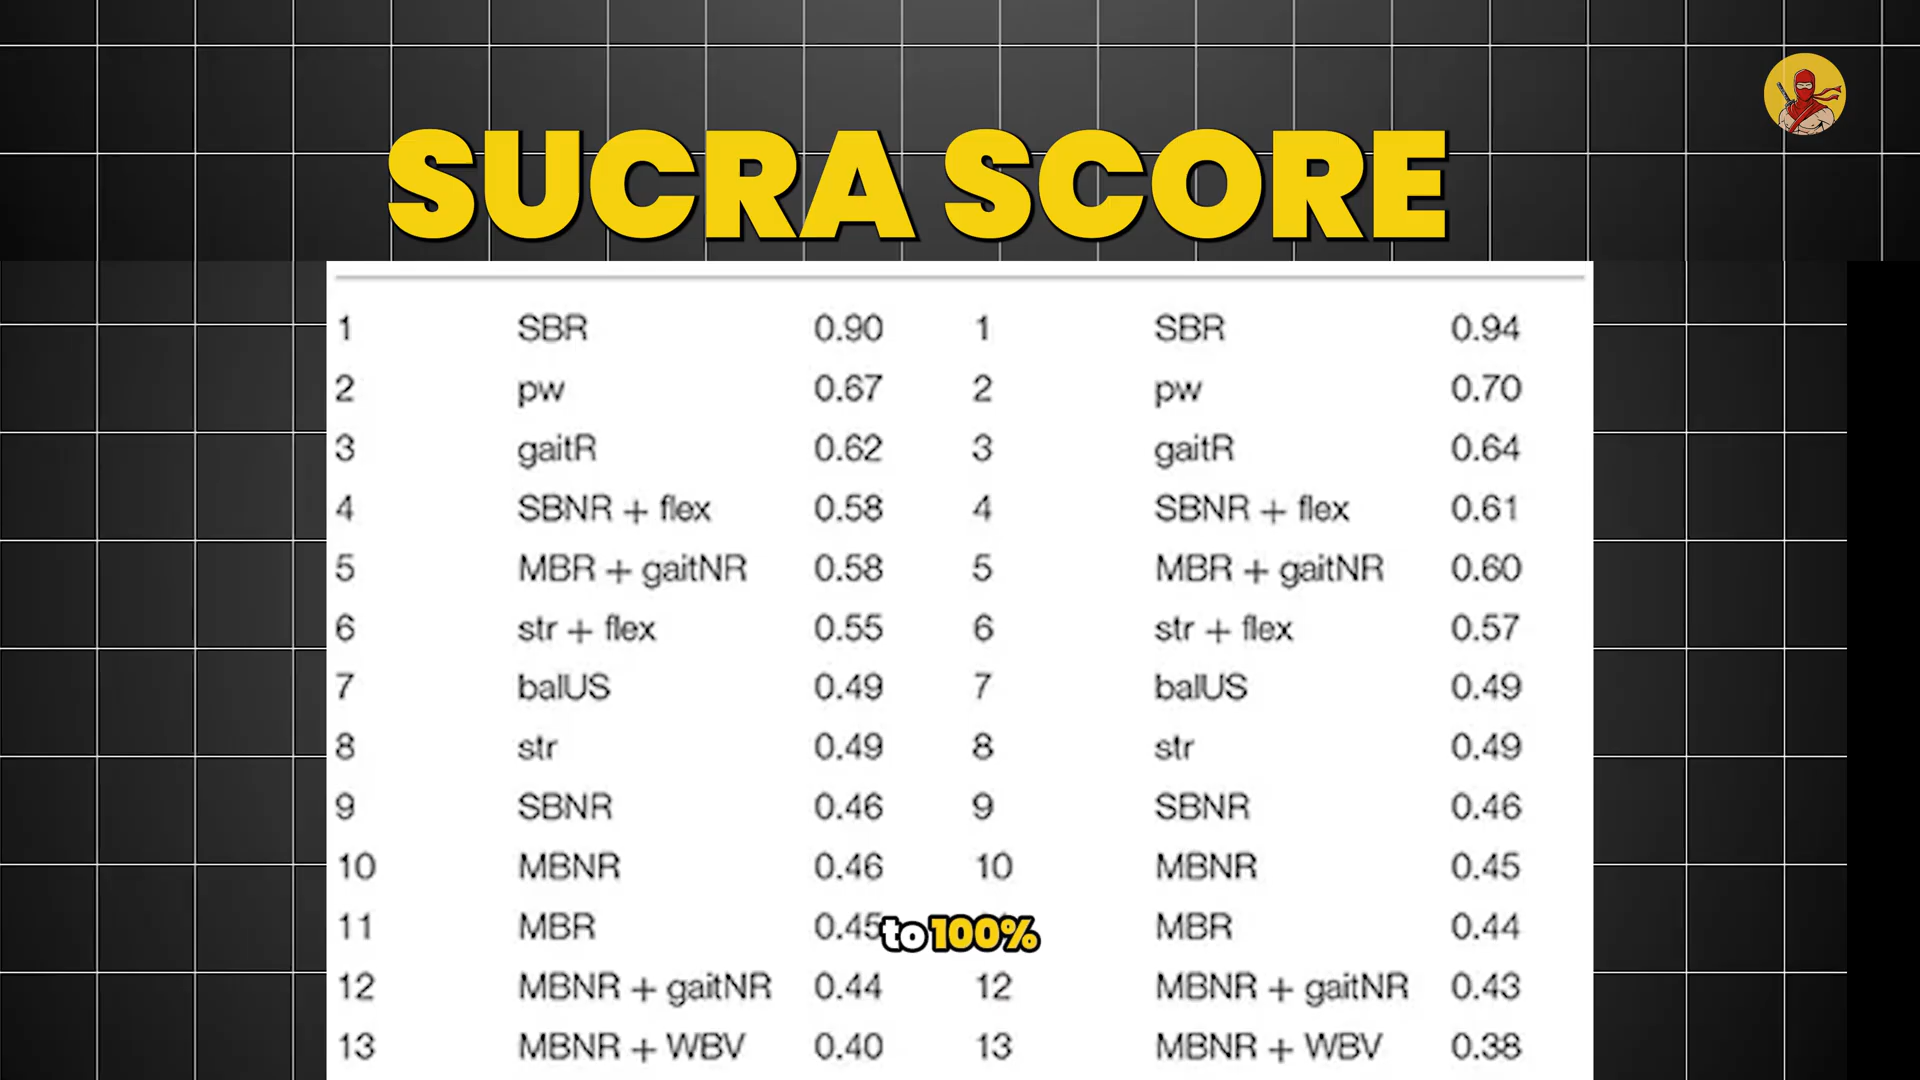 SUCRA SCORE
1 SBR 0.90 1 SBR 0.94
2 pw 0.67 2 pw 0.70
3 gaitR 0.62 3 gaitR 0.64
4 SBNR + flex 0.58 4 SBNR + flex 0.61
5 MBR + gaitNR 0.58 5 MBR + gaitNR 0.60
6 str + flex 0.55 6 str + flex 0.57
7 balUS 0.49 7 balUS 0.49
8 str 0.49 8 str 0.49
9 SBNR 0.46 9 SBNR 0.46
10 MBNR 0.46 10 MBNR 0.45
11 MBR 0.45 MBR 0.44
to 100%
12 MBNR + gaitNR 0.44 12 MBNR + gaitNR 0.43
13 MBNR + WBV 0.40 13 MBNR + WBV 0.38